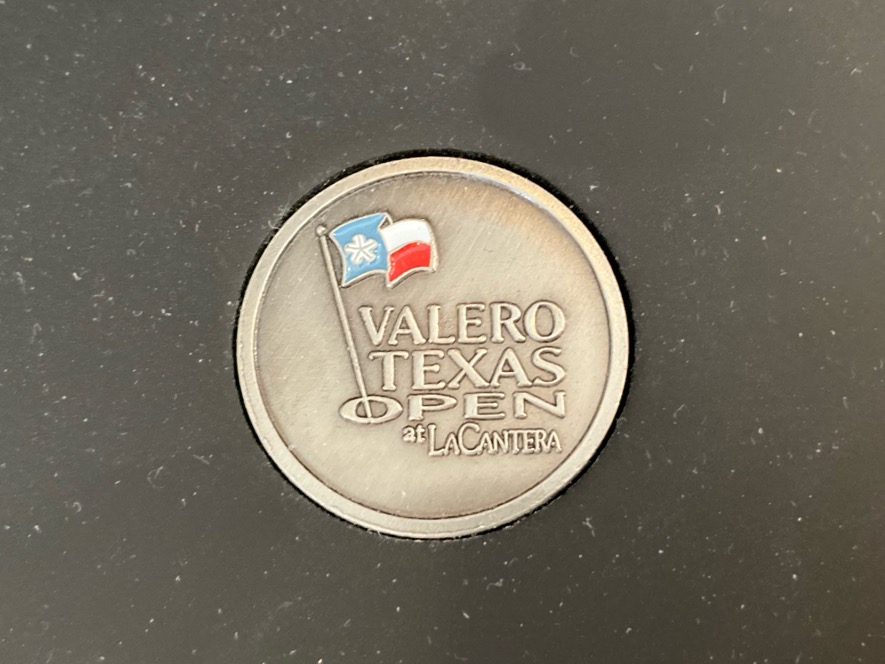 VALERO
TEXAS
OPEN
at LACANTERA